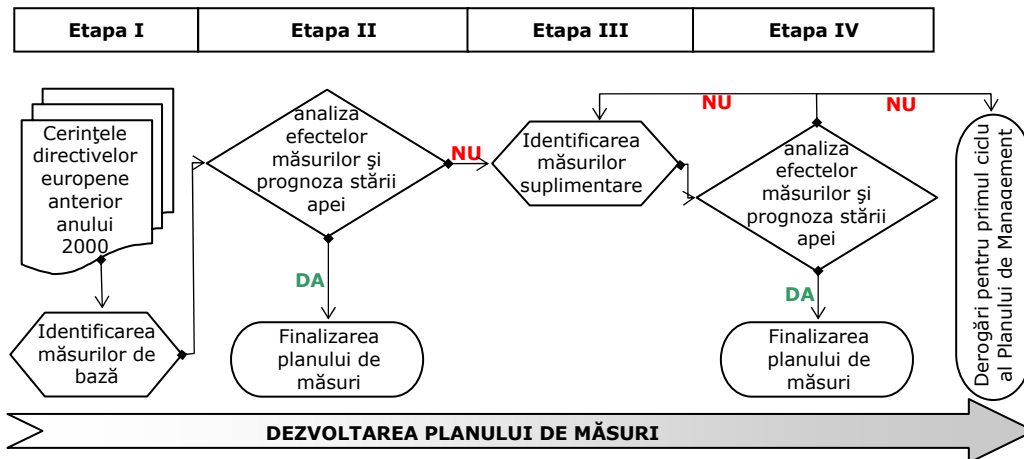 Etapa I
Etapa II
Etapa III
Etapa IV
Cerinţele
directivelor
europene
anterior
anului
2000
Identificarea
măsurilor de
bază
analiza
efectelor
măsurilor şi
prognoza stării
apei
NU
DA
Finalizarea
planului de
măsuri
Identificarea
măsurilor
suplimentare
NU
NU
analiza
efectelor
măsurilor şi
prognoza stării
apei
DA
Finalizarea
planului de
măsuri
Derogări pentru primul ciclu
al Planului de Management
DEZVOLTAREA PLANULUI DE MĂSURI